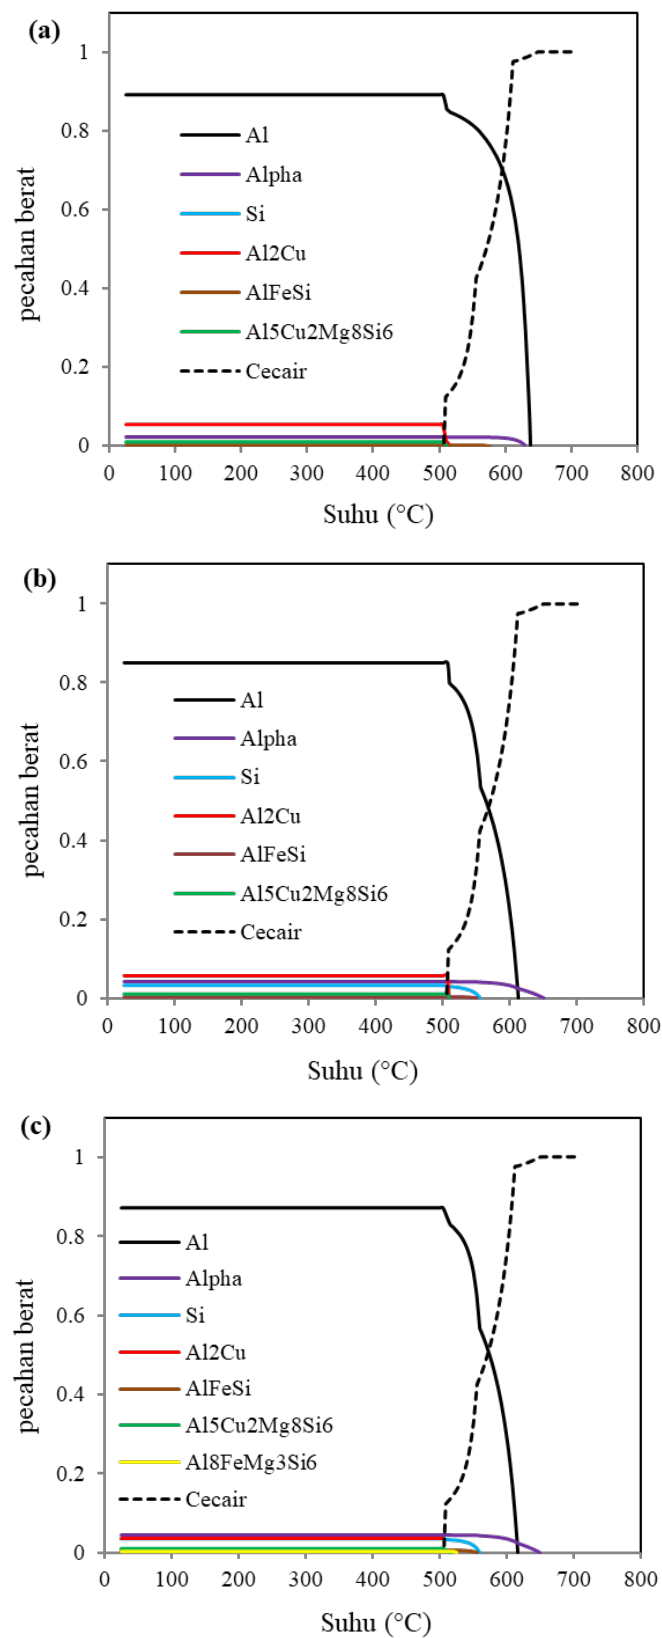 (a)
1
0.8
0.6
0.4
0.2
0
pecahan berat
Al
Alpha
Si
Al2Cu
AlFeSi
Al5Cu2Mg8Si6
Cecair
0 100 200 300 400 500 600 700 800
Suhu (°C)
(b)
1
0.8
0.6
0.4
0.2
0
pecahan berat
Al
Alpha
Si
Al2Cu
AlFeSi
Al5Cu2Mg8Si6
Cecair
0 100 200 300 400 500 600 700 800
Suhu (°C)
(c)
1
0.8
0.6
0.4
0.2
0
pecahan berat
Al
Alpha
Si
Al2Cu
AlFeSi
Al5Cu2Mg8Si6
Al8FeMg3Si6
Cecair
0 100 200 300 400 500 600 700 800
Suhu (°C)